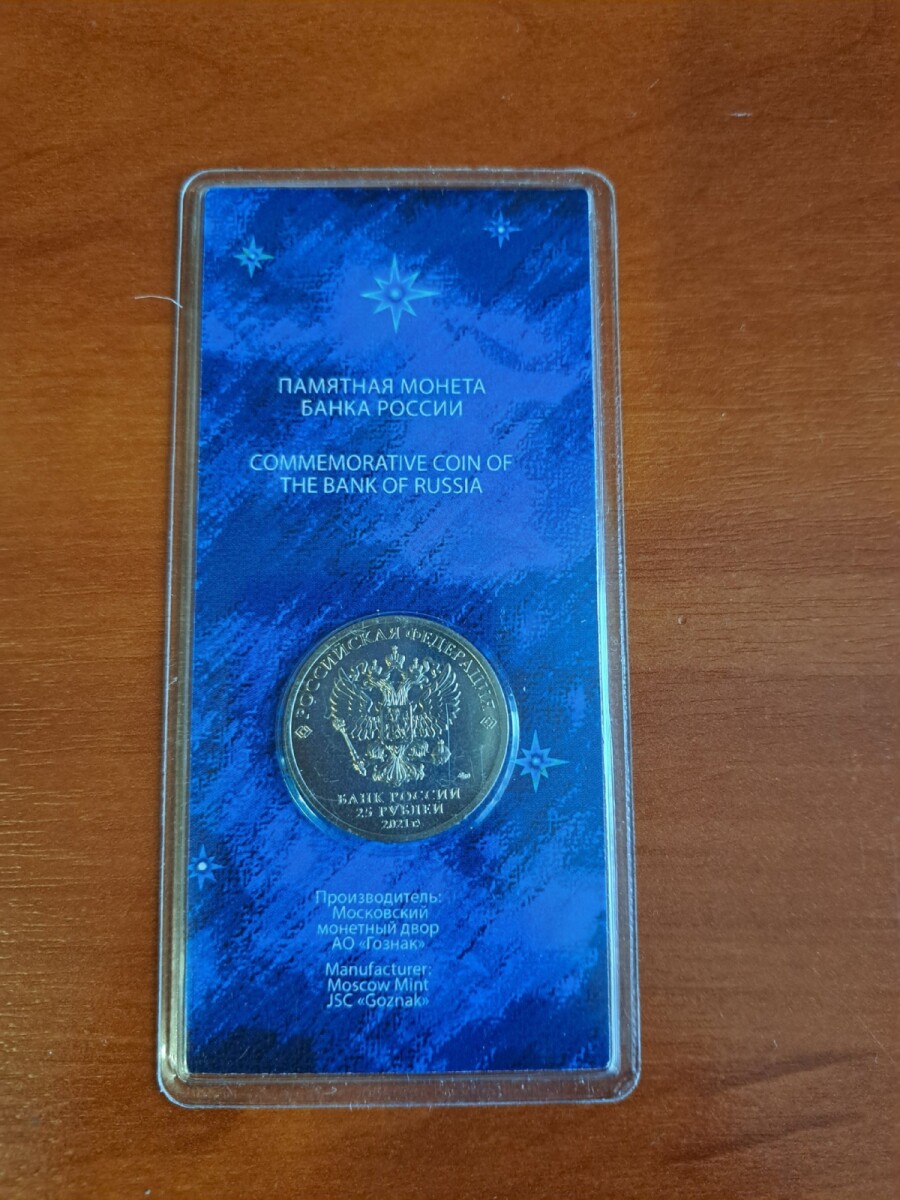 ПАМЯТНАЯ МОНЕТА
БАНКА РОССИИ
COMMEMORATIVE COIN OF
THE BANK OF RUSSIA
РОССИЙСКАЯ ФЕДЕРАЦИЯ
БАНК РОССИИ
25 РУБЛЕЙ
2021 г.
Производитель:
Московский
монетный двор
АО «Гознак»
Manufacturer:
Moscow Mint
JSC «Goznak»